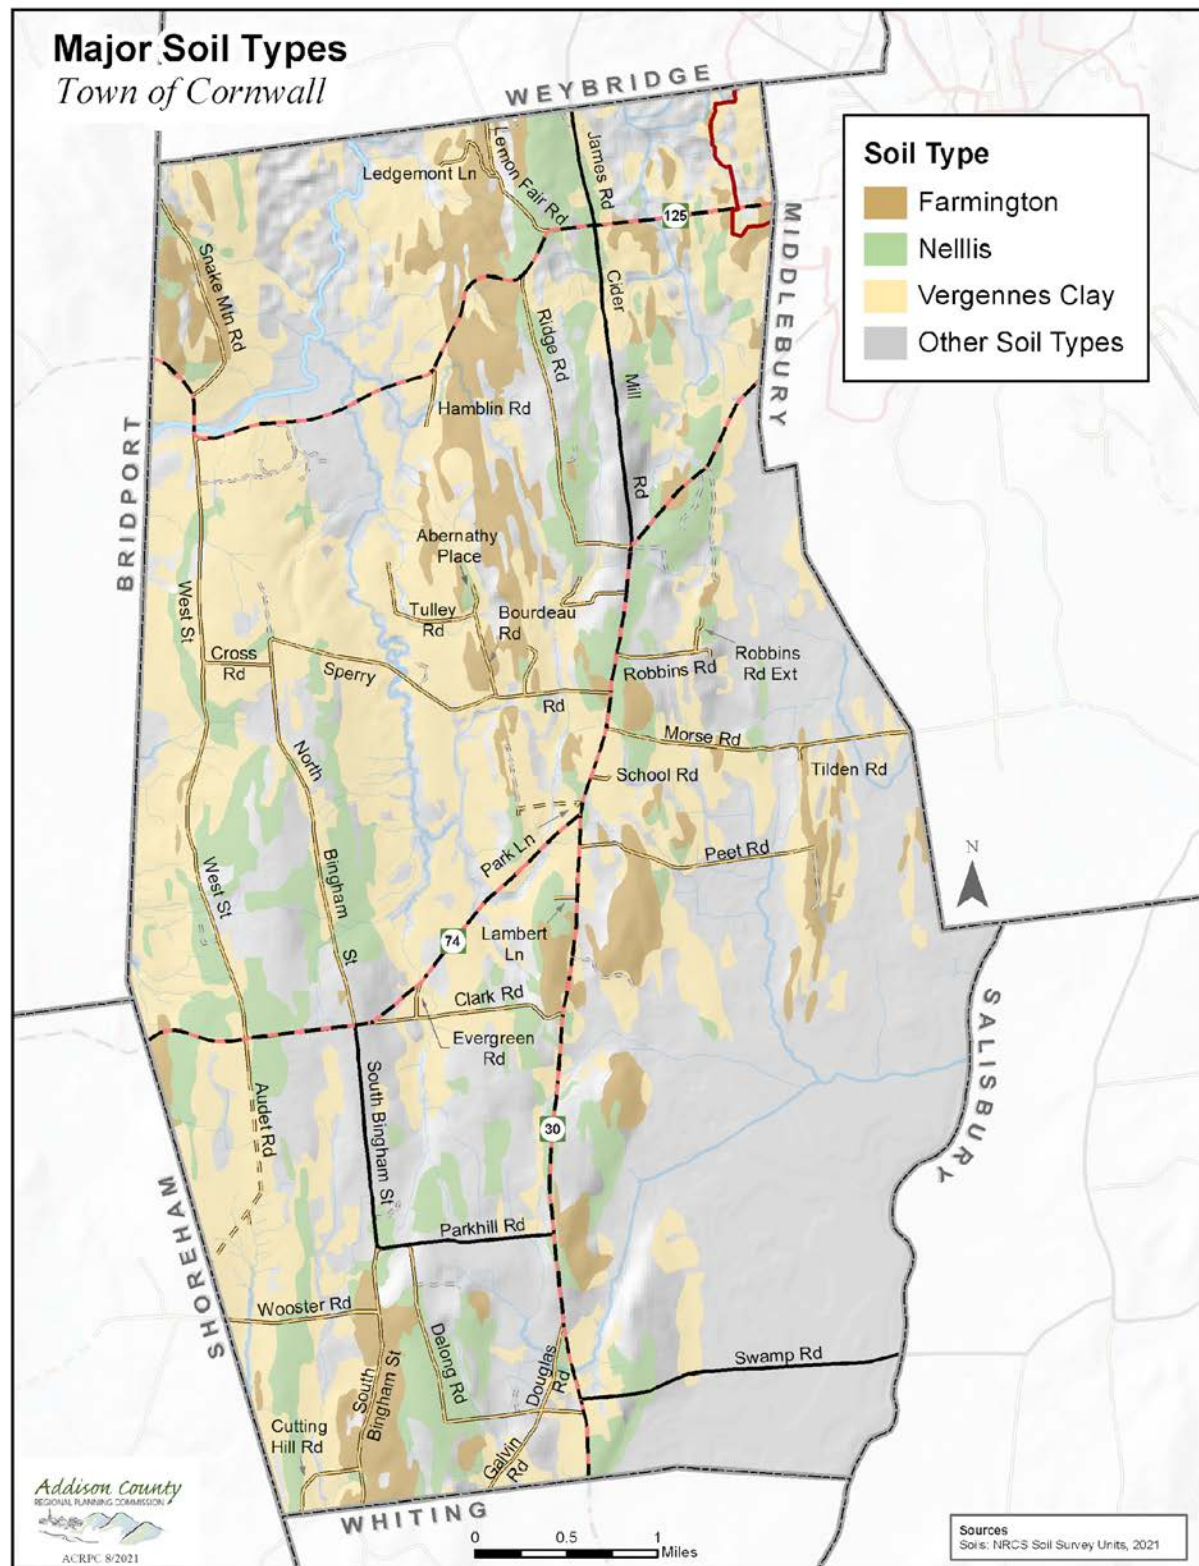 Major Soil Types
Town of Cornwall
WEYBRIDGE
Soil Type
Farmington
Nelllis
Vergennes Clay
Other Soil Types
Ledgemont Ln
Lemon Fair Rd
James Rd
125
MIDDLEBURY
Snake Mtn Rd
Cider
Mill
Rd
Ridge Rd
Hamblin Rd
BRIDPORT
Abernathy
Place
West St
Tulley
Rd
Bourdeau
Rd
Cross
Rd
Sperry
Rd
Robbins Rd
Robbins
Rd Ext
North
Bingham
St
Morse Rd
School Rd
Tilden Rd
Park Ln
Peet Rd
West St
N
74
Lambert
Ln
Clark Rd
Evergreen
Rd
SALISBURY
Audet Rd
South Bingham St
30
SHOREHAM
Parkhill Rd
Wooster Rd
Delong Rd
Douglas
Rd
Swamp Rd
South
Bingham St
Cutting
Hill Rd
Galvin
Rd
WHITING
Addison County
REGIONAL PLANNING COMMISSION
ACRPC 8/2021
0 0.5 1
Miles
Sources
Soils: NRCS Soil Survey Units, 2021